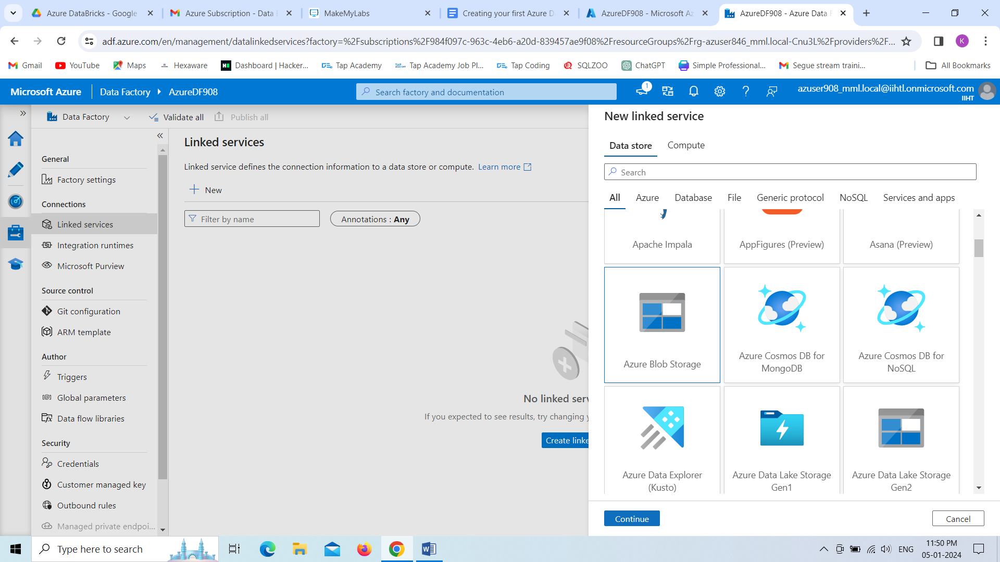 Azure DataBricks - Google
Azure Subscription - Data
MakeMyLabs
Creating your first Azure D
AzureDF908 - Microsoft Az
AzureDF908 - Azure Data F
adf.azure.com/en/management/datalinkedservices?factory=%2Fsubscriptions%2F984f097c-963c-4eb6-a20d-839457ae9f08%2FresourceGroups%2Frg-azuser846_mml.local-Cnu3L%2Fproviders%2F...
K
Gmail
YouTube
Maps
Hexaware
Dashboard | Hacker...
Tap Academy
Tap Academy Job Pl...
Tap Coding
SQLZOO
ChatGPT
Simple Professional...
Segue stream traini...
All Bookmarks
Microsoft Azure
Data Factory
AzureDF908
Search factory and documentation
1
azuser908_mml.local@iihtl.onmicrosoft.com
IIHT
Data Factory
Validate all
Publish all
General
Factory settings
Connections
Linked services
Integration runtimes
Microsoft Purview
Source control
Git configuration
ARM template
Author
Triggers
Global parameters
Data flow libraries
Security
Credentials
Customer managed key
Outbound rules
Managed private endpoi...
Linked services
Linked service defines the connection information to a data store or compute. Learn more
New
Filter by name
Annotations : Any
No linked serv
If you expected to see results, try changing y
Create linke
New linked service
Data store
Compute
Search
All
Azure
Database
File
Generic protocol
NoSQL
Services and apps
Apache Impala
AppFigures (Preview)
Asana (Preview)
Azure Blob Storage
Azure Cosmos DB for
MongoDB
Azure Cosmos DB for
NoSQL
Azure Data Explorer
(Kusto)
Azure Data Lake Storage
Gen1
Azure Data Lake Storage
Gen2
Continue
Cancel
Type here to search
ENG
11:50 PM
05-01-2024